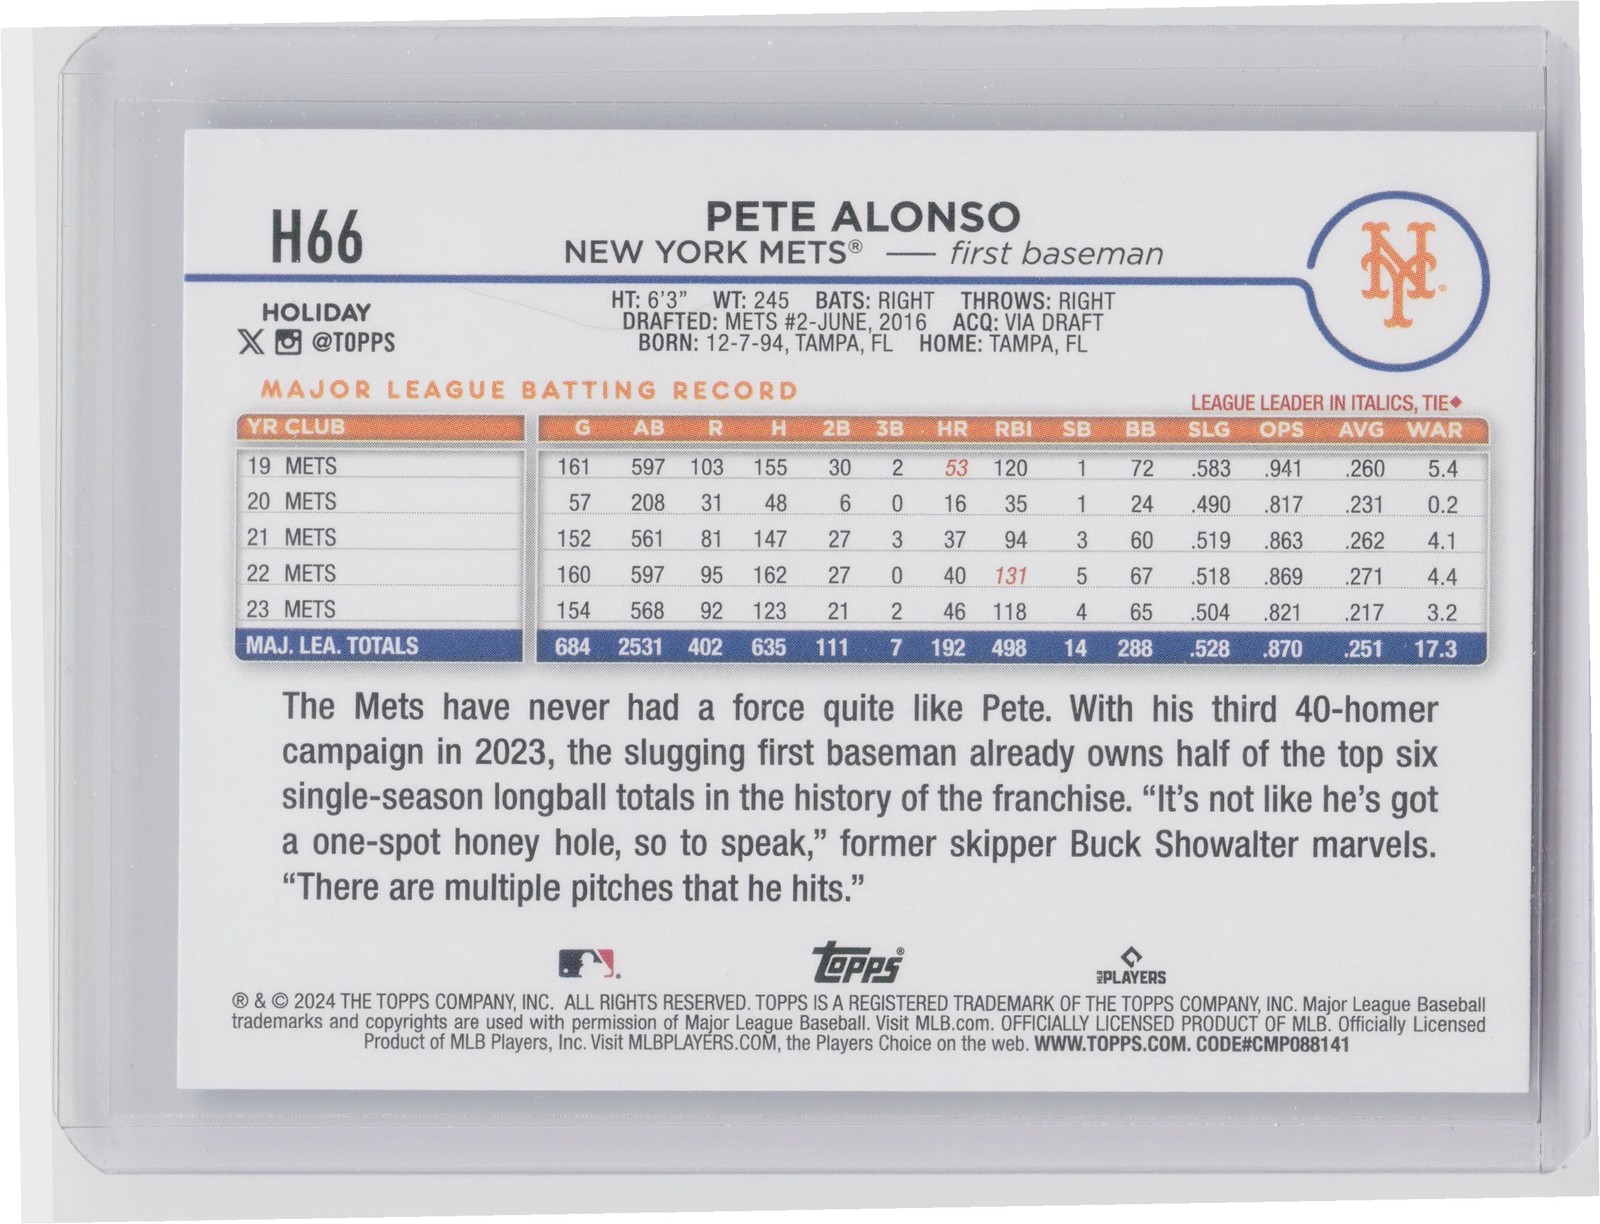 H66
PETE ALONSO
NEW YORK METS® — first baseman
NY
HOLIDAY
@TOPPS
HT: 6'3" WT: 245 BATS: RIGHT THROWS: RIGHT
DRAFTED: METS #2-JUNE, 2016 ACQ: VIA DRAFT
BORN: 12-7-94, TAMPA, FL HOME: TAMPA, FL
MAJOR LEAGUE BATTING RECORD
LEAGUE LEADER IN ITALICS, TIE◆
YR CLUB G AB R H 2B 3B HR RBI SB BB SLG OPS AVG WAR
19 METS 161 597 103 155 30 2 53 120 1 72 .583 .941 .260 5.4
20 METS 57 208 31 48 6 0 16 35 1 24 .490 .817 .231 0.2
21 METS 152 561 81 147 27 3 37 94 3 60 .519 .863 .262 4.1
22 METS 160 597 95 162 27 0 40 131 5 67 .518 .869 .271 4.4
23 METS 154 568 92 123 21 2 46 118 4 65 .504 .821 .217 3.2
MAJ. LEA. TOTALS 684 2531 402 635 111 7 192 498 14 288 .528 .870 .251 17.3
The Mets have never had a force quite like Pete. With his third 40-homer
campaign in 2023, the slugging first baseman already owns half of the top six
single-season longball totals in the history of the franchise. “It’s not like he’s got
a one-spot honey hole, so to speak,” former skipper Buck Showalter marvels.
“There are multiple pitches that he hits.”
Topps®
MLB PLAYERS
® & © 2024 THE TOPPS COMPANY, INC. ALL RIGHTS RESERVED. TOPPS IS A REGISTERED TRADEMARK OF THE TOPPS COMPANY, INC. Major League Baseball
trademarks and copyrights are used with permission of Major League Baseball. Visit MLB.com. OFFICIALLY LICENSED PRODUCT OF MLB. Officially Licensed
Product of MLB Players, Inc. Visit MLBPLAYERS.COM, the Players Choice on the web. WWW.TOPPS.COM. CODE#CMP088141